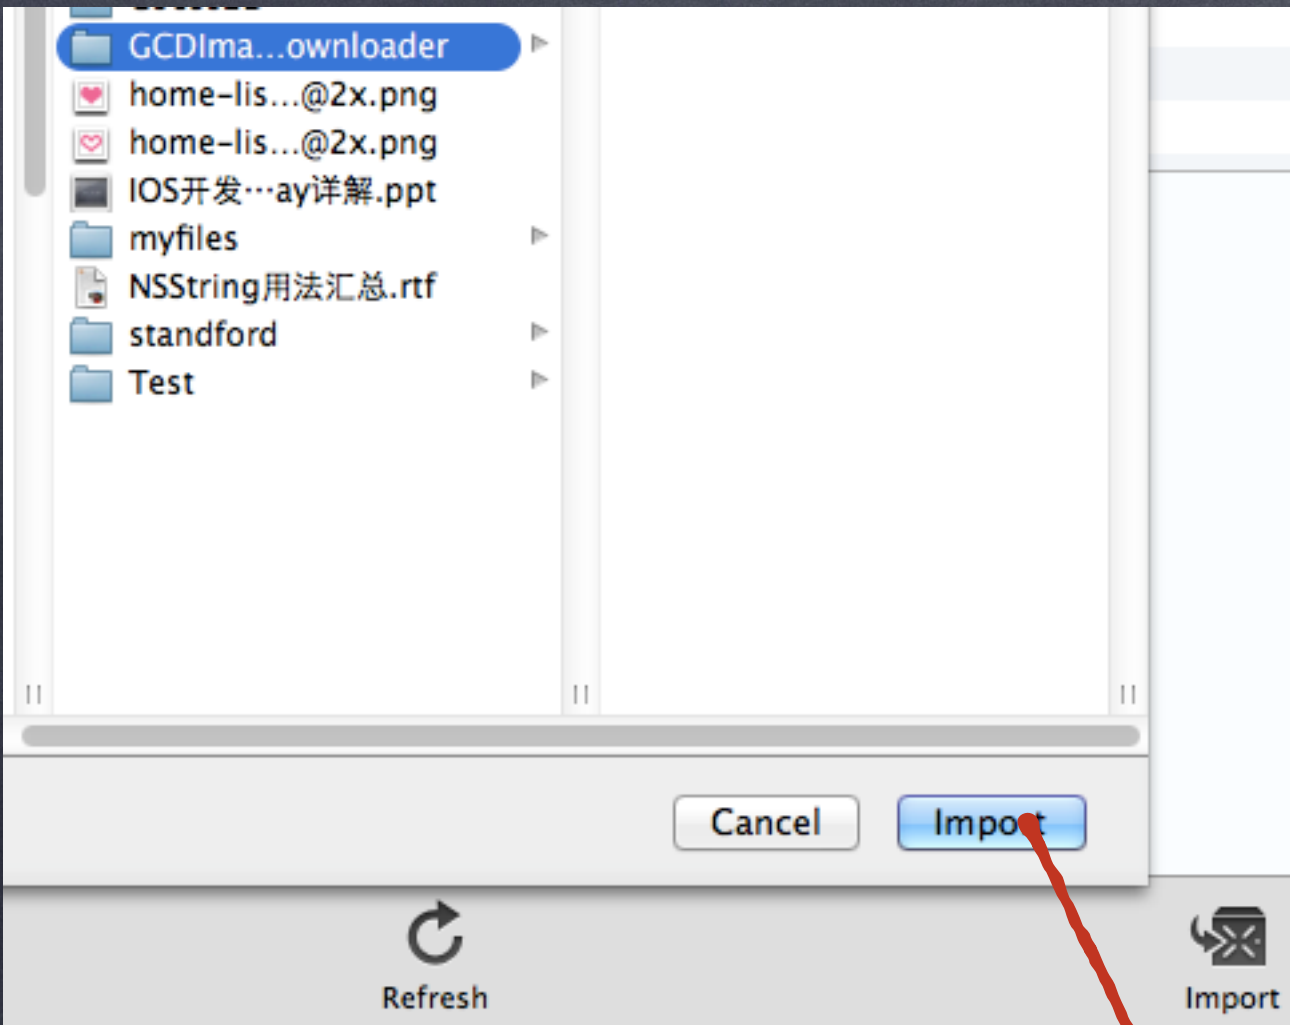 GCDIma...ownloader
home-lis...@2x.png
home-lis...@2x.png
IOS开发…ay详解.ppt
myfiles
NSString用法汇总.rtf
standford
Test
Cancel
Import
Refresh
Import